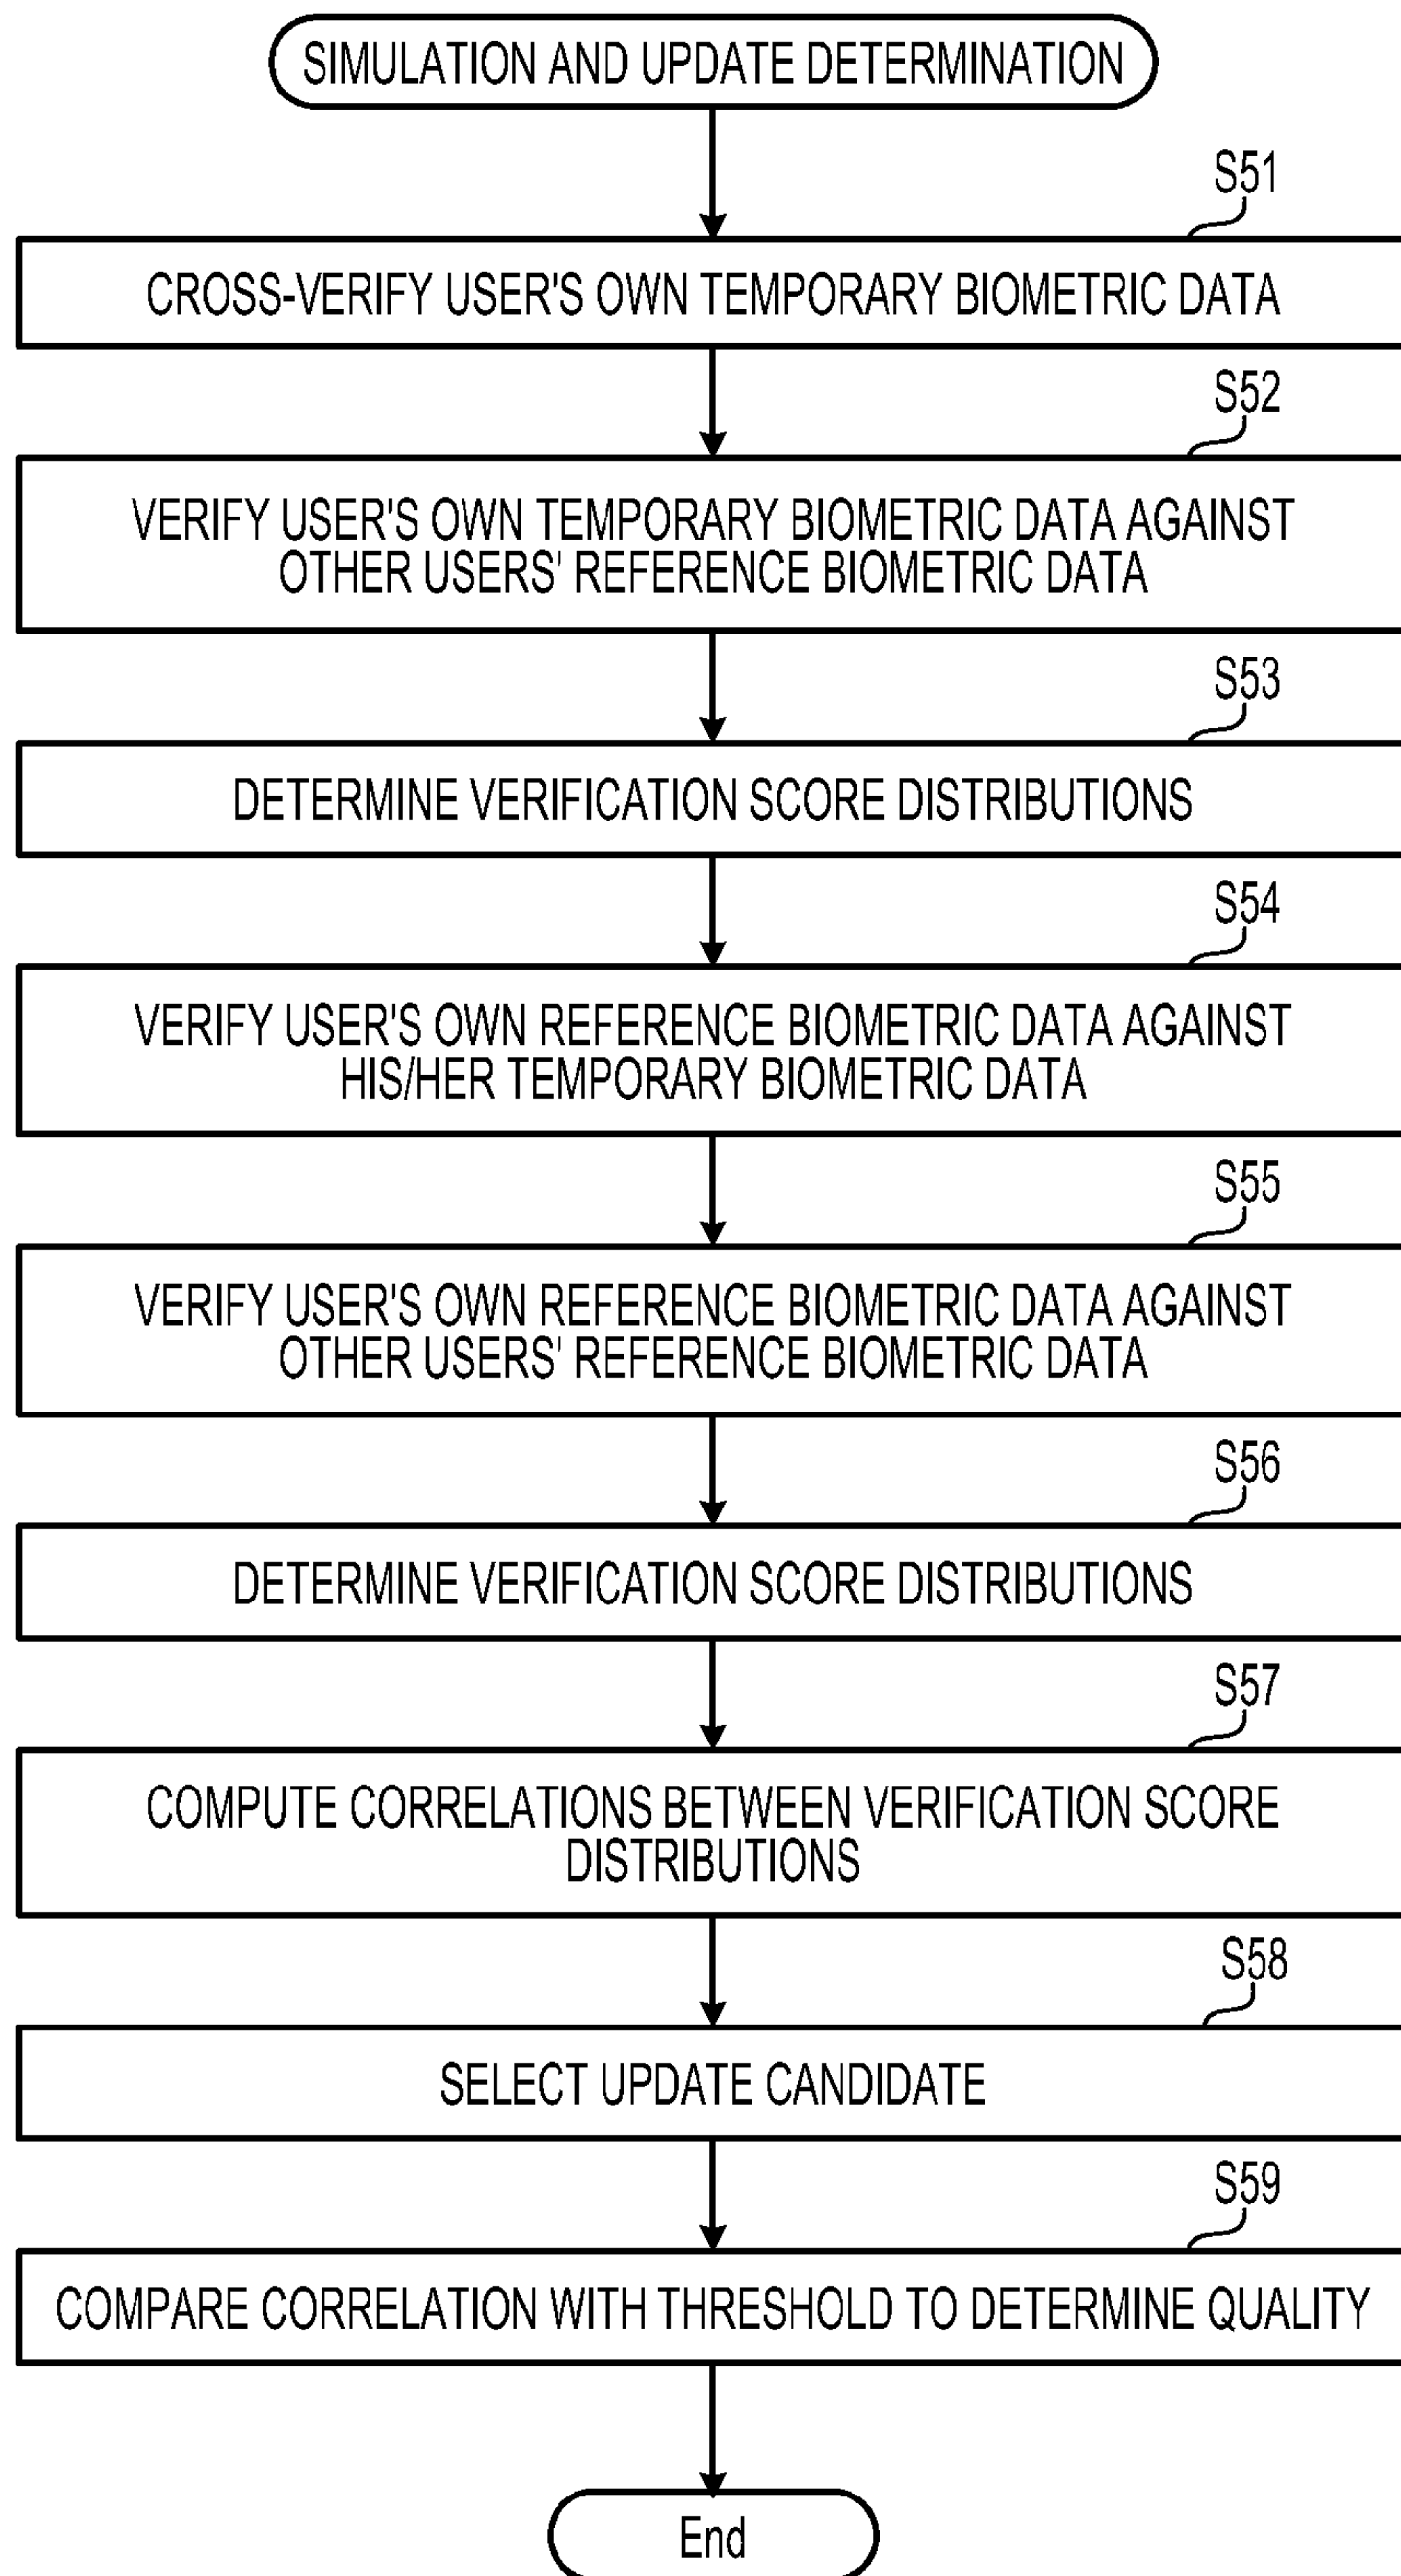 SIMULATION AND UPDATE DETERMINATION
S51
CROSS-VERIFY USER'S OWN TEMPORARY BIOMETRIC DATA
S52
VERIFY USER'S OWN TEMPORARY BIOMETRIC DATA AGAINST
OTHER USERS' REFERENCE BIOMETRIC DATA
S53
DETERMINE VERIFICATION SCORE DISTRIBUTIONS
S54
VERIFY USER'S OWN REFERENCE BIOMETRIC DATA AGAINST
HIS/HER TEMPORARY BIOMETRIC DATA
S55
VERIFY USER'S OWN REFERENCE BIOMETRIC DATA AGAINST
OTHER USERS' REFERENCE BIOMETRIC DATA
S56
DETERMINE VERIFICATION SCORE DISTRIBUTIONS
S57
COMPUTE CORRELATIONS BETWEEN VERIFICATION SCORE
DISTRIBUTIONS
S58
SELECT UPDATE CANDIDATE
S59
COMPARE CORRELATION WITH THRESHOLD TO DETERMINE QUALITY
End